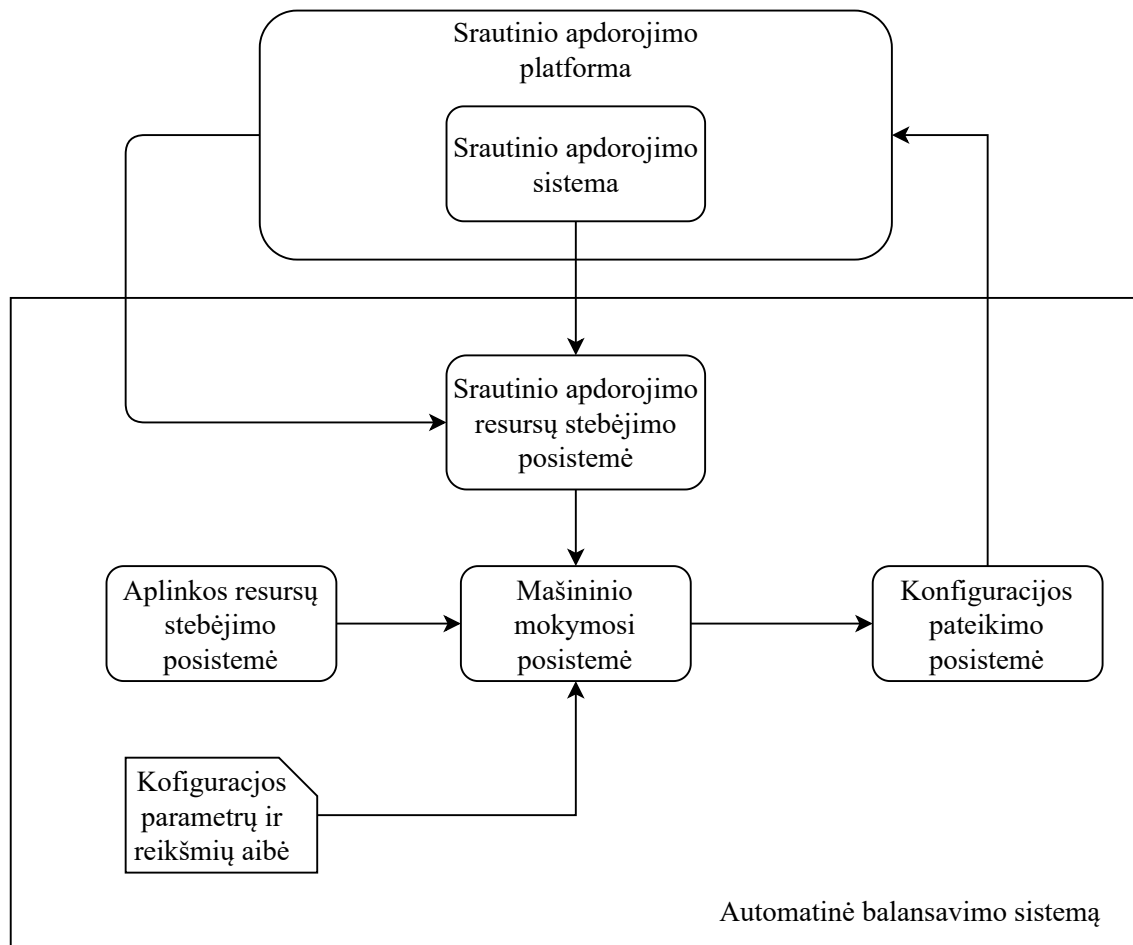 Srautinio apdorojimo
platforma
Srautinio apdorojimo
sistema
Srautinio apdorojimo
resursų stebėjimo
posistemė
Aplinkos resursų
stebėjimo
posistemė
Mašininio
mokymosi
posistemė
Konfiguracijos
pateikimo
posistemė
Kofiguracjos
parametrų ir
reikšmių aibė
Automatinė balansavimo sistemą